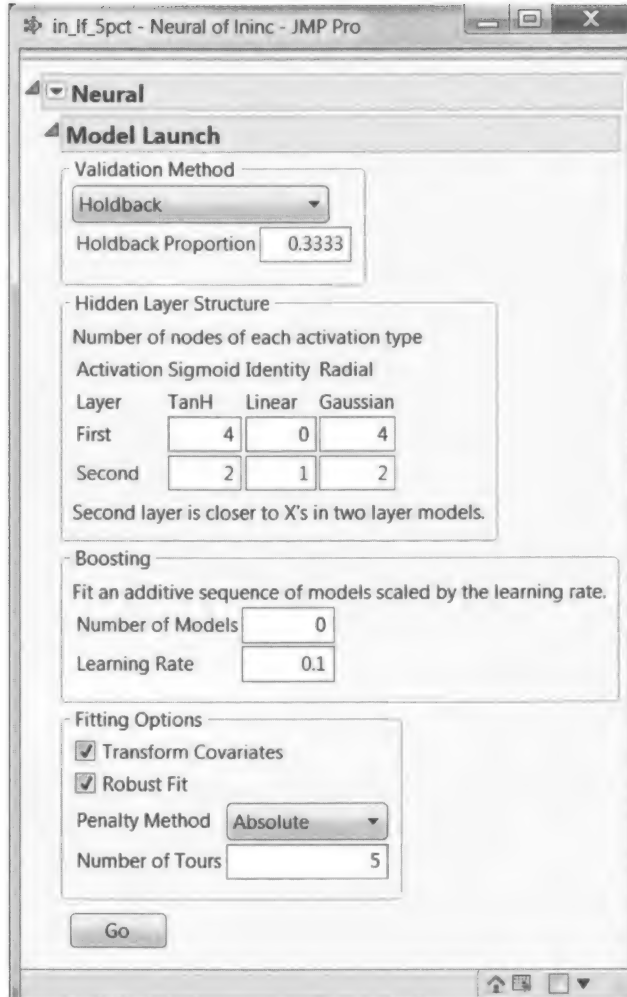 in_lf_5pct - Neural of lninc - JMP Pro
Neural
Model Launch
Validation Method
Holdback
Holdback Proportion 0.3333
Hidden Layer Structure
Number of nodes of each activation type
Activation Sigmoid Identity Radial
Layer TanH Linear Gaussian
First 4 0 4
Second 2 1 2
Second layer is closer to X's in two layer models.
Boosting
Fit an additive sequence of models scaled by the learning rate.
Number of Models 0
Learning Rate 0.1
Fitting Options
Transform Covariates
Robust Fit
Penalty Method Absolute
Number of Tours 5
Go